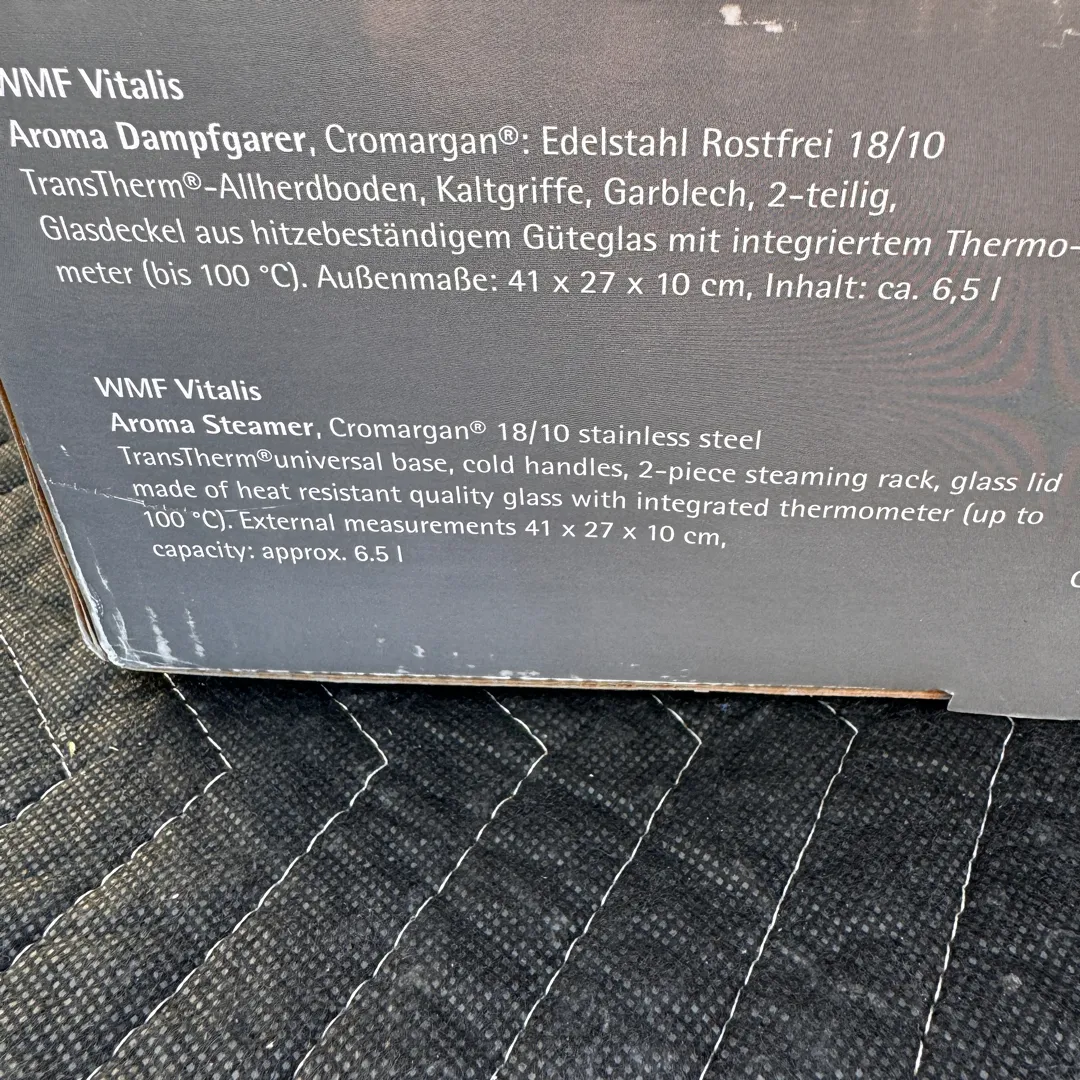 WMF Vitalis
Aroma Dampfgarer, Cromargan®: Edelstahl Rostfrei 18/10
TransTherm®-Allherdboden, Kaltgriffe, Garblech, 2-teilig,
Glasdeckel aus hitzebeständigem Güteglas mit integriertem Thermo-
meter (bis 100 °C). Außenmaße: 41 x 27 x 10 cm, Inhalt: ca. 6,5 l
WMF Vitalis
Aroma Steamer, Cromargan® 18/10 stainless steel
TransTherm®universal base, cold handles, 2-piece steaming rack, glass lid
made of heat resistant quality glass with integrated thermometer (up to
100 °C). External measurements 41 x 27 x 10 cm,
capacity: approx. 6.5 l